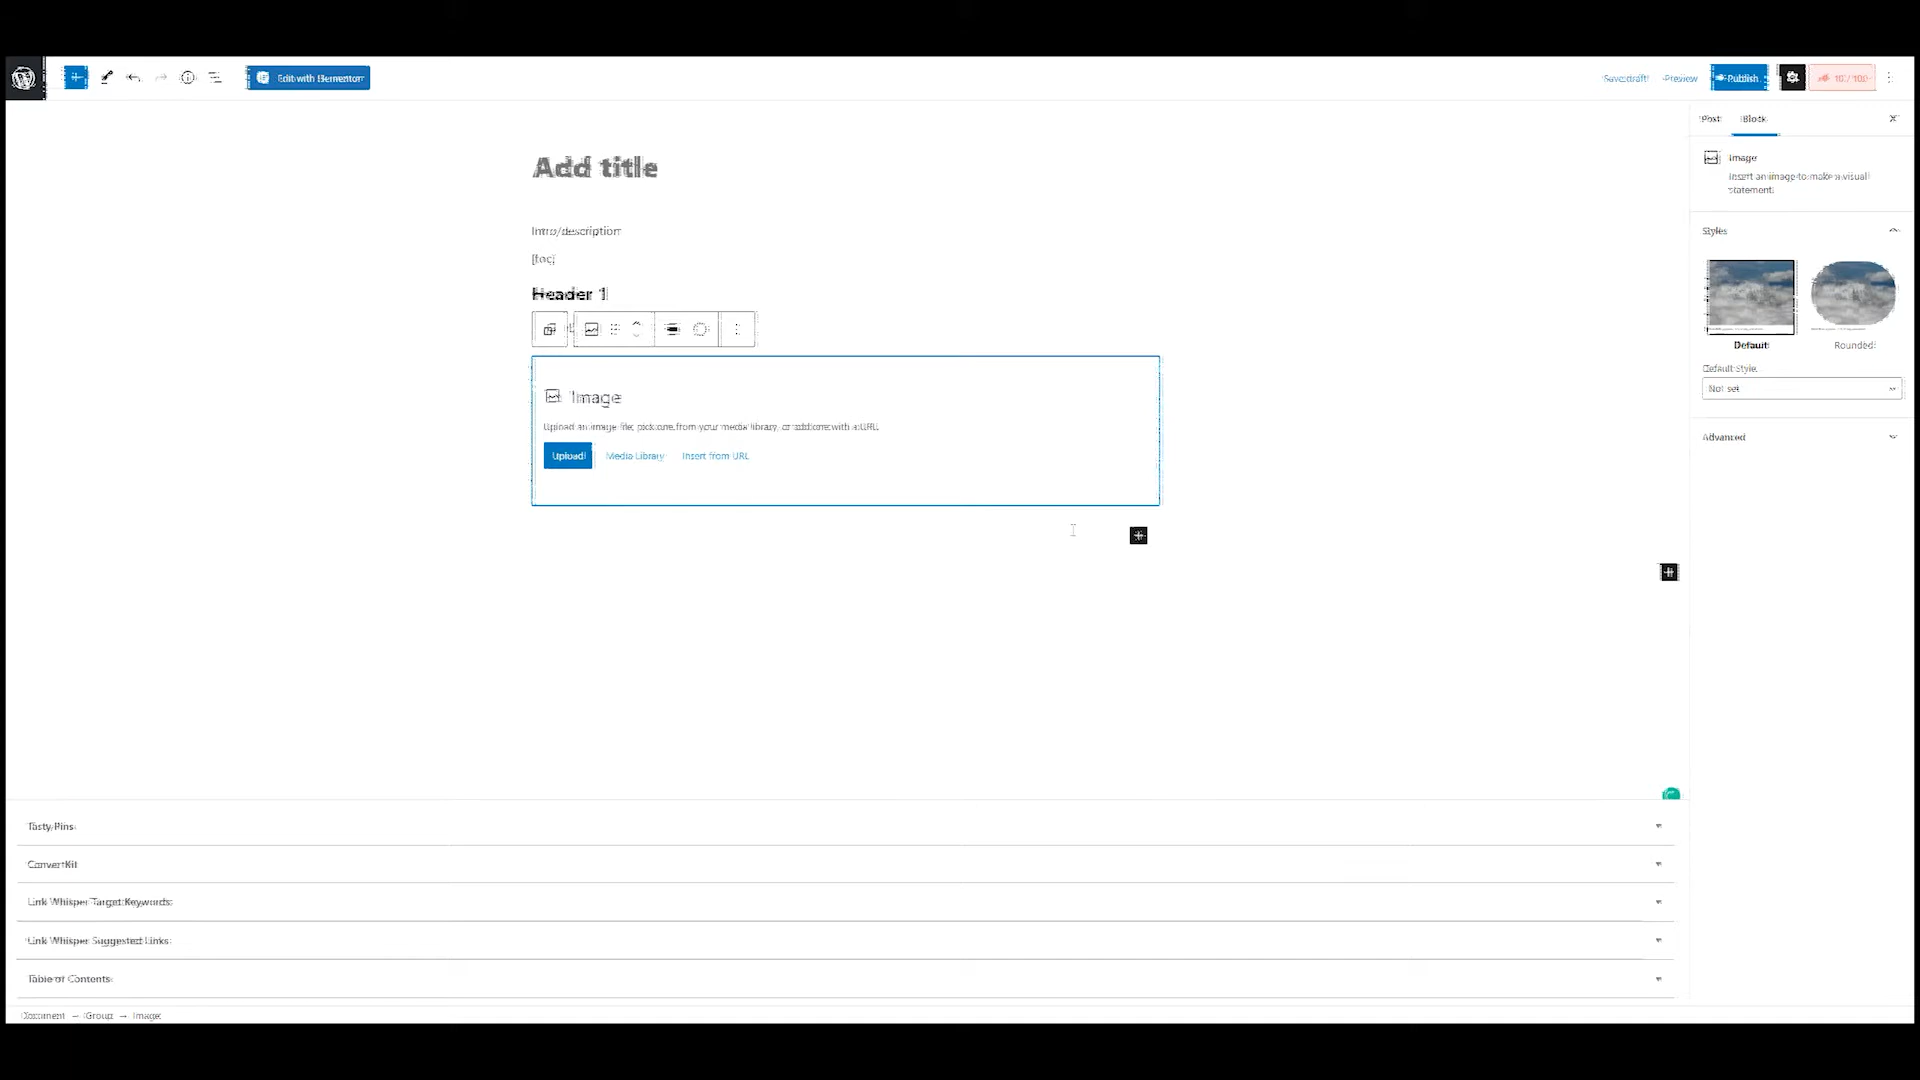 Edit with Elementor
Save draft
Preview
Publish
10 / 100
Post
Block
Add title
Image
Insert an image to make a visual
statement.
Intro/description
Styles
[toc]
Header 1
Default
Rounded
Default Style
Not set
Image
Upload an image file, pick one from your media library, or add one with a URL.
Advanced
Upload
Media Library
Insert from URL
Tasty Pins
ConvertKit
Link Whisper Target Keywords
Link Whisper Suggested Links
Table of Contents
Document → Group → Image